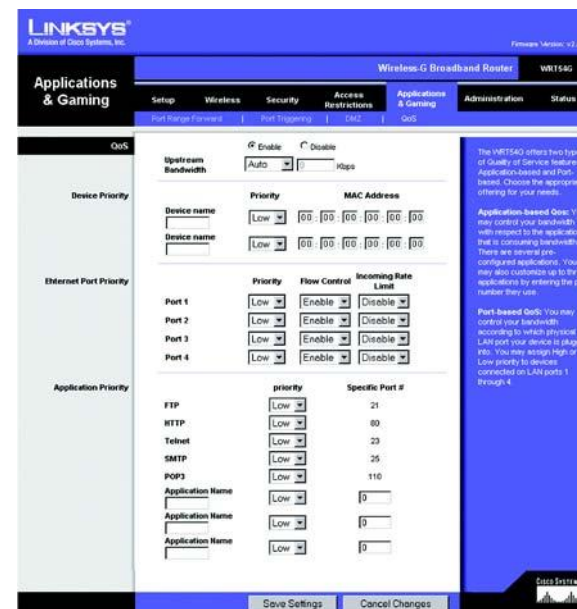 LINKSYS®
A Division of Cisco Systems, Inc.
Firmware Version: v2.
Wireless-G Broadband Router WRT54G
Applications & Gaming
Setup Wireless Security Access Restrictions Applications & Gaming Administration Status
Port Range Forward | Port Triggering | DMZ | QoS
QoS
Enable Disable
Upstream Bandwidth Auto 0 Kbps
Device Priority
Priority MAC Address
Device name
Low 00 : 00 : 00 : 00 : 00 : 00
Device name
Low 00 : 00 : 00 : 00 : 00 : 00
Ehternet Port Priority
Priority Flow Control Incoming Rate Limit
Port 1 Low Enable Disable
Port 2 Low Enable Disable
Port 3 Low Enable Disable
Port 4 Low Enable Disable
Application Priority
priority Specific Port #
FTP Low 21
HTTP Low 80
Telnet Low 23
SMTP Low 25
POP3 Low 110
Application Name
Low 0
Application Name
Low 0
Application Name
Low 0
The WRT54G offers two
of Quality of Service
Application-based and Port-
based. Choose the
offering for your needs.
Application-based Qos:
may control your bandwidth
with respect to the
that is consuming bandwidth.
There are several pre-
configured applications. You
may also customize up to
applications by entering the
number they use.
Port-based QoS: You may
control your bandwidth
according to which physical
LAN port your device is
into. You may assign High or
Low priority to devices
connected on LAN ports 1
through 4.
Save Settings Cancel Changes
CISCO